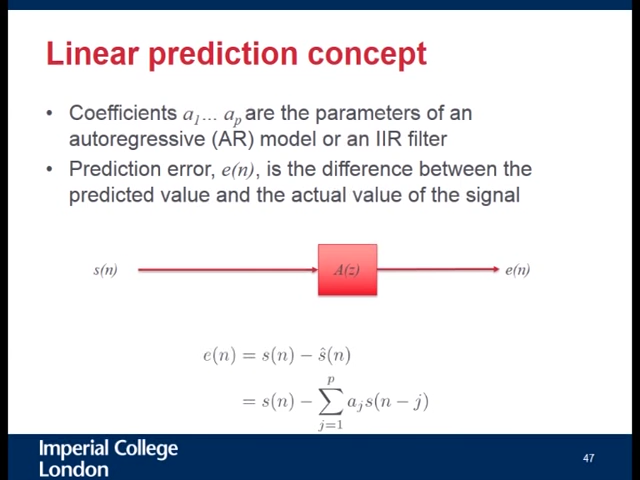 Linear prediction concept
• Coefficients a₁... aₚ are the parameters of an
autoregressive (AR) model or an IIR filter
• Prediction error, e(n), is the difference between the
predicted value and the actual value of the signal
s(n) A(z) e(n)
e(n) = s(n) − ŝ(n)
= s(n) − ∑_{j=1}^{p} aⱼs(n − j)
Imperial College
London
47